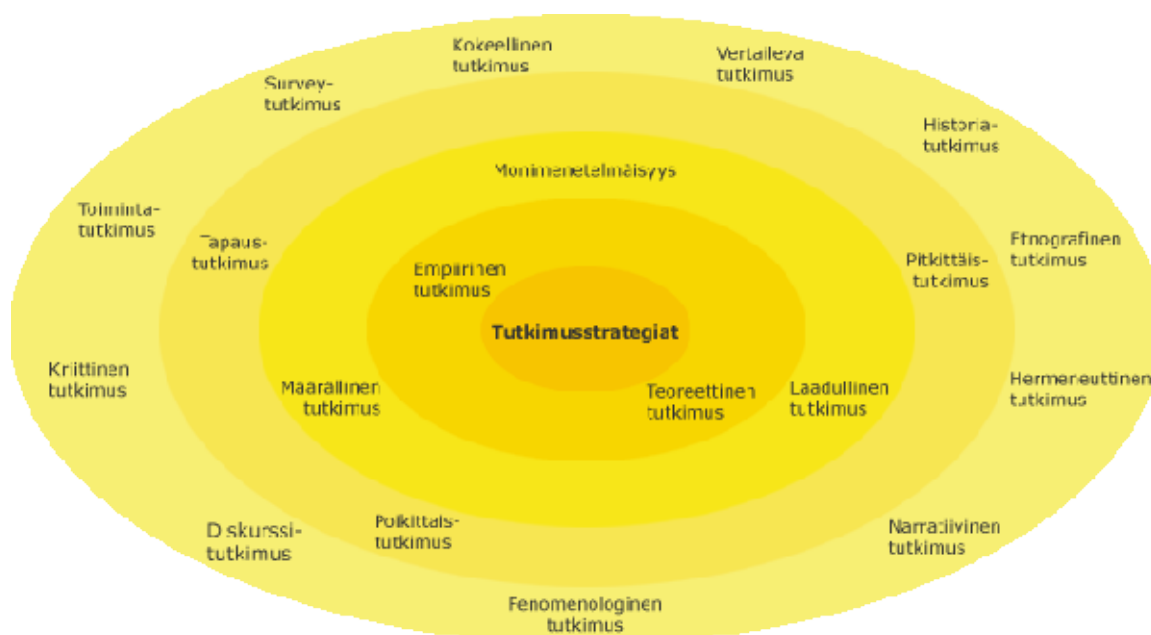 Kokeellinen
tutkimus
Vertaileva
tutkimus
Survey-
tutkimus
Historia-
tutkimus
Monimenetelmäisyys
Toiminta-
tutkimus
Tapaus-
tutkimus
Etnografinen
tutkimus
Pitkittäis-
tutkimus
Empiirinen
tutkimus
Tutkimusstrategiat
Kriittinen
tutkimus
Määrällinen
tutkimus
Teoreettinen
tutkimus
Laadullinen
tutkimus
Hermeneuttinen
tutkimus
Diskurssi-
tutkimus
Poikittais-
tutkimus
Narratiivinen
tutkimus
Fenomenologinen
tutkimus